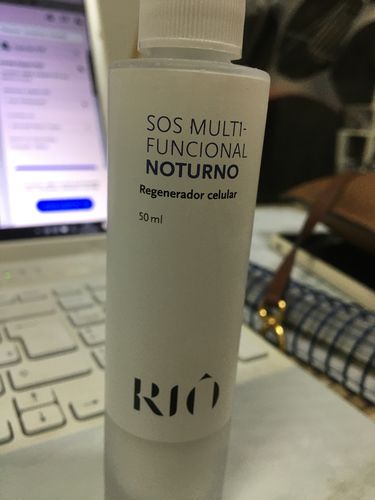 SOS MULTI-
FUNCIONAL
NOTURNO
Regenerador celular
50 ml
RIÔ